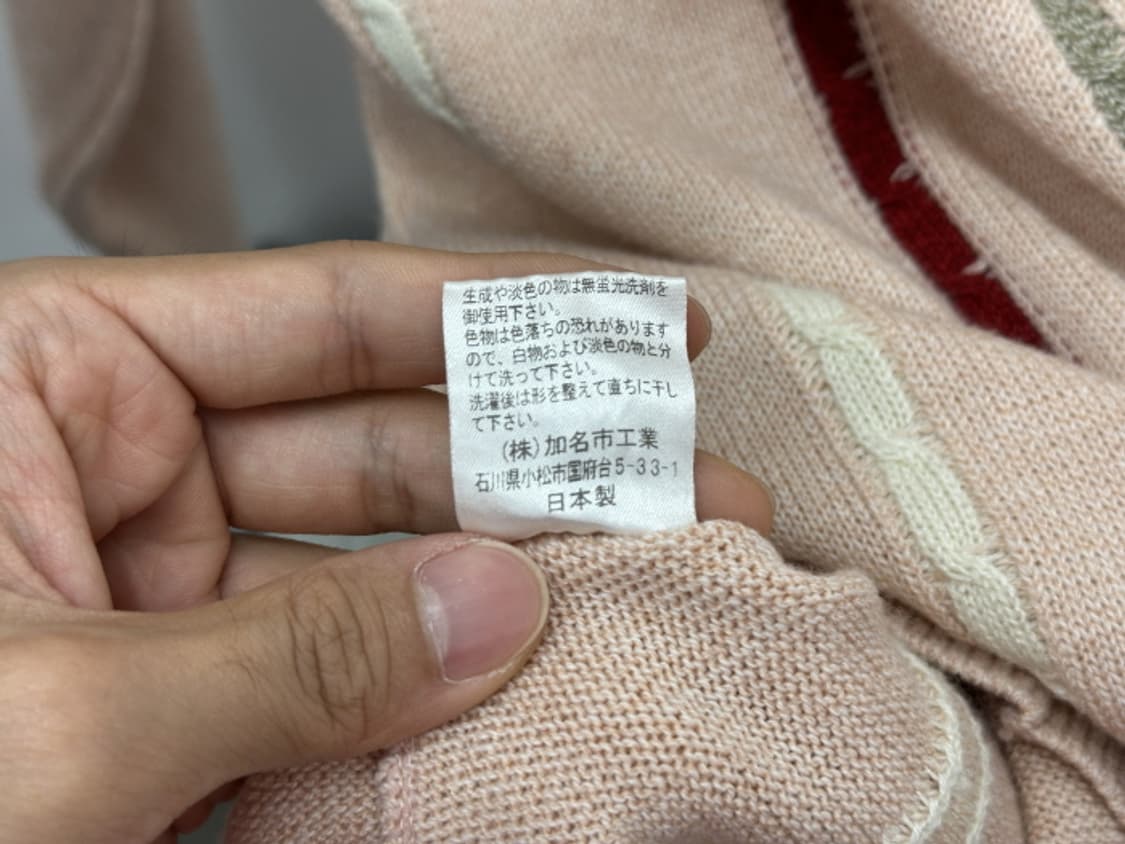 生成や淡色の物は無蛍光洗剤を
御使用下さい。
色物は色落ちの恐れがあります
ので、白物および淡色の物と分
けて洗って下さい。
洗濯後は形を整えて直ちに干し
て下さい。
(株)加名市工業
石川県小松市国府台5-33-1
日本製